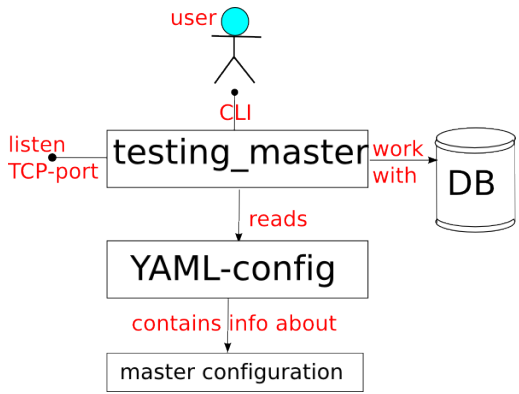 user
CLI
listen
TCP-port
testing_master
work
with
DB
reads
YAML-config
contains info about
master configuration